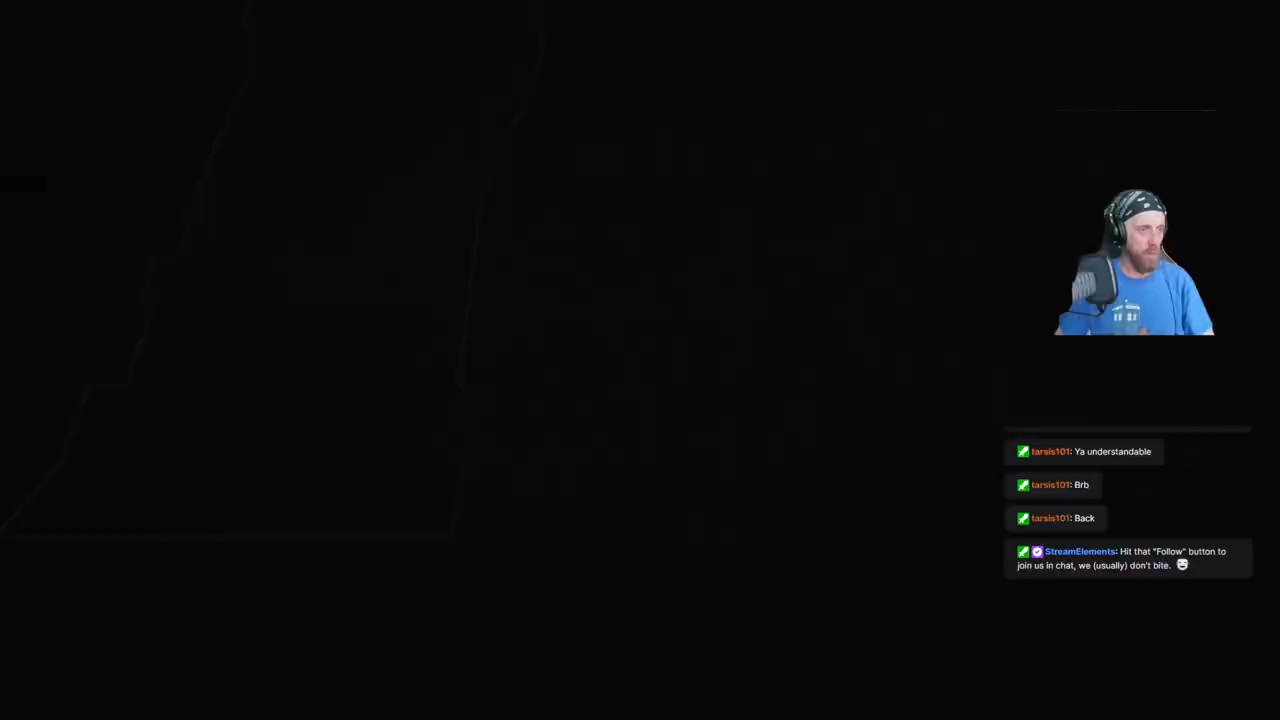 tarsis101: Ya understandable
tarsis101: Brb
tarsis101: Back
StreamElements: Hit that "Follow" button to
join us in chat, we (usually) don't bite.